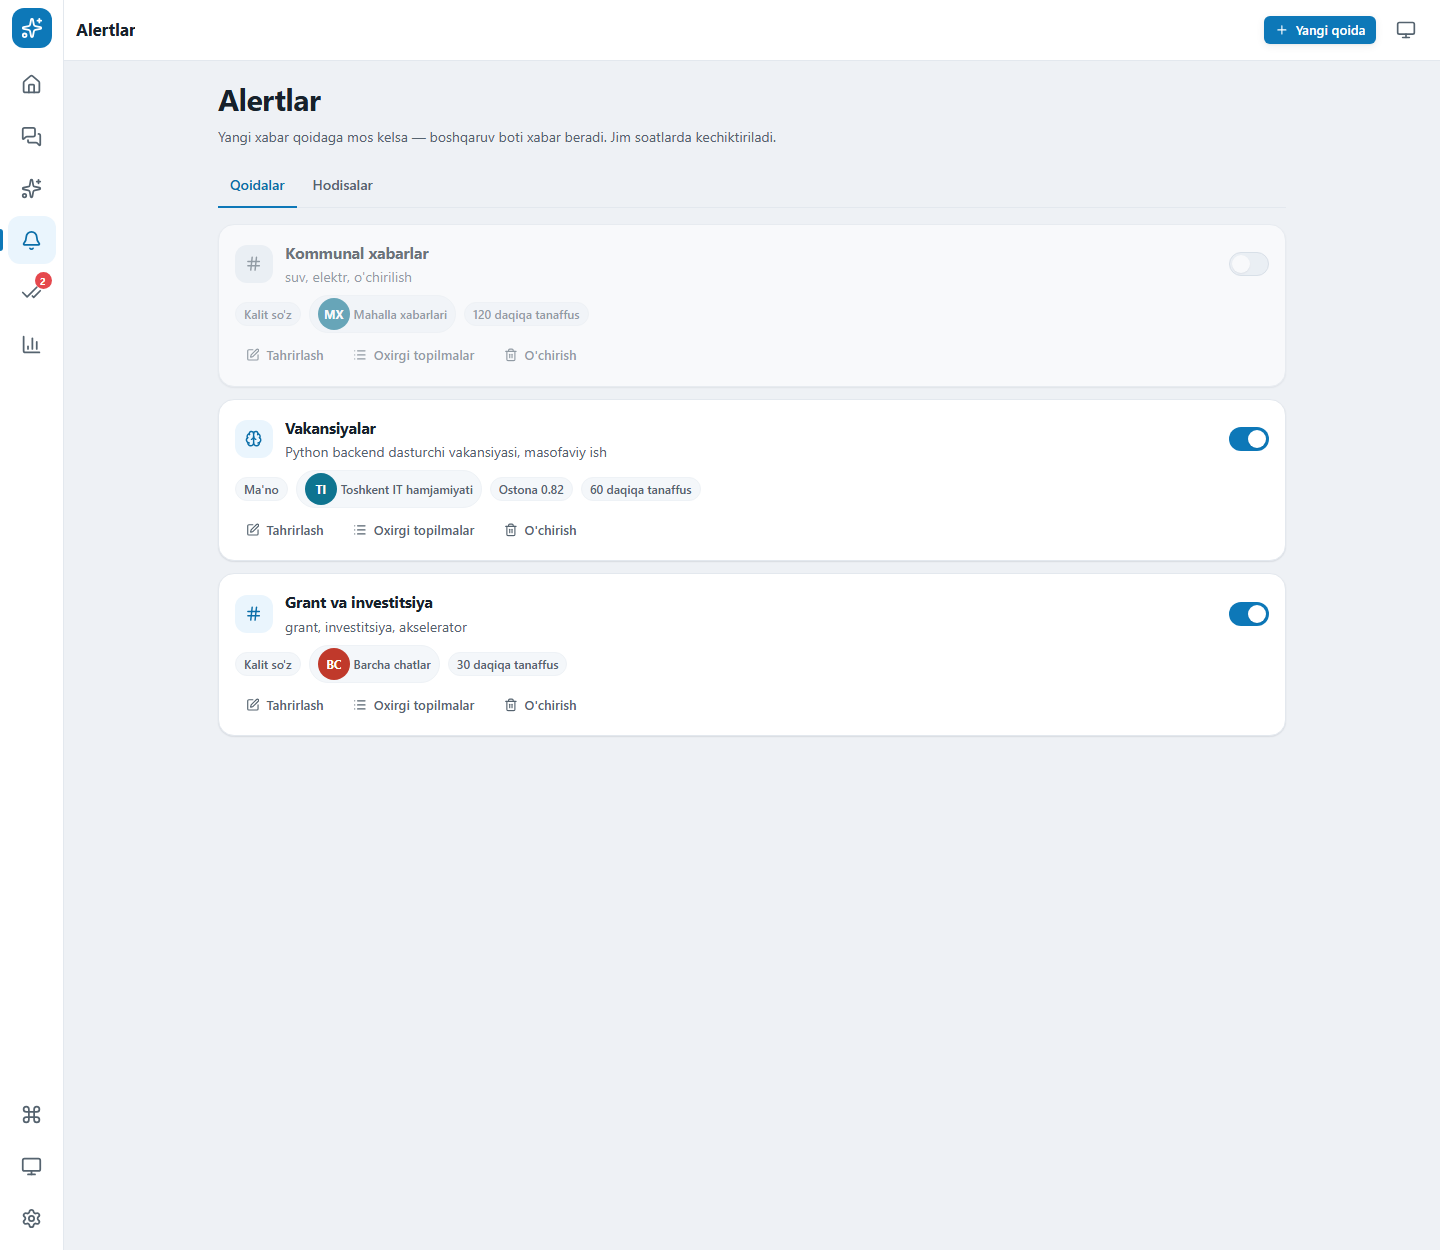 Alertlar
Yangi qoida
Alertlar
Yangi xabar qoidaga mos kelsa — boshqaruv boti xabar beradi. Jim soatlarda kechiktiriladi.
Qoidalar Hodisalar
Kommunal xabarlar
suv, elektr, o'chirilish
Kalit so'z MX Mahalla xabarlari 120 daqiqa tanaffus
Tahrirlash Oxirgi topilmalar O'chirish
2
Vakansiyalar
Python backend dasturchi vakansiyasi, masofaviy ish
Ma'no TI Toshkent IT hamjamiyati Ostona 0.82 60 daqiqa tanaffus
Tahrirlash Oxirgi topilmalar O'chirish
Grant va investitsiya
grant, investitsiya, akselerator
Kalit so'z BC Barcha chatlar 30 daqiqa tanaffus
Tahrirlash Oxirgi topilmalar O'chirish